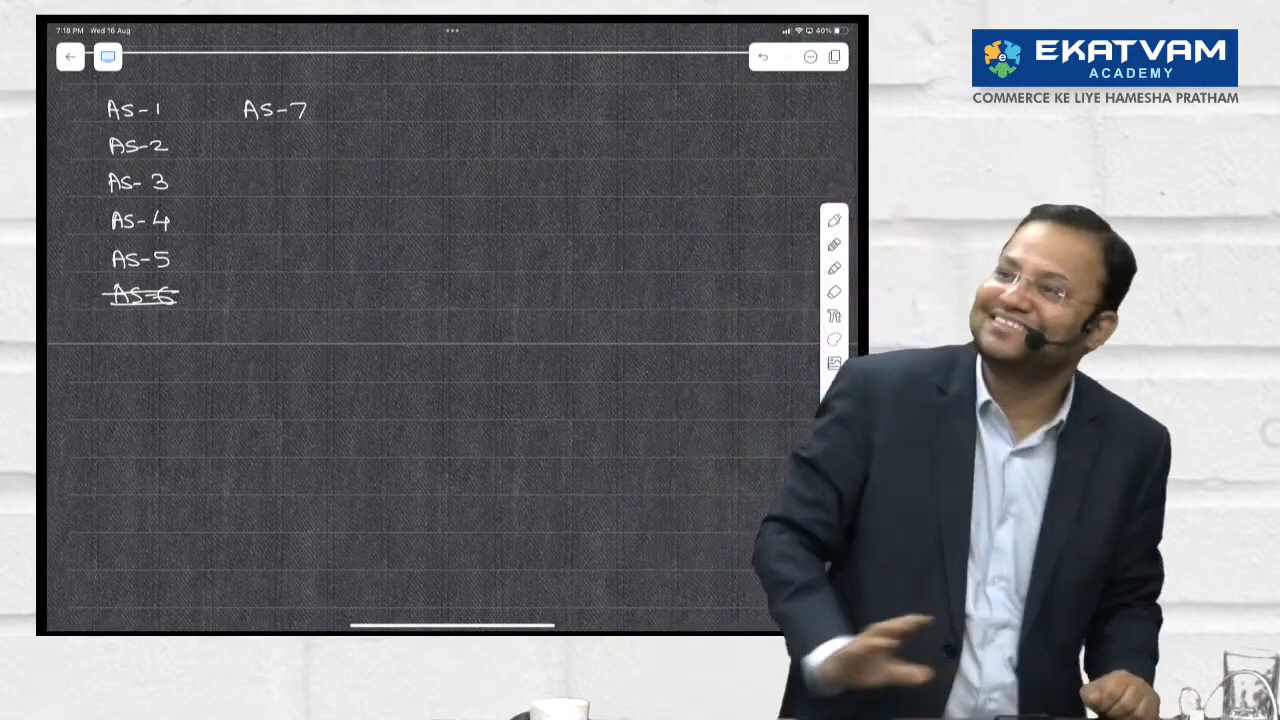 7:18 PM Wed 16 Aug
40%
EKATVAM
ACADEMY
COMMERCE KE LIYE HAMESHA PRATHAM
AS-1
AS-2
AS-3
AS-4
AS-5
AS-6
AS-7